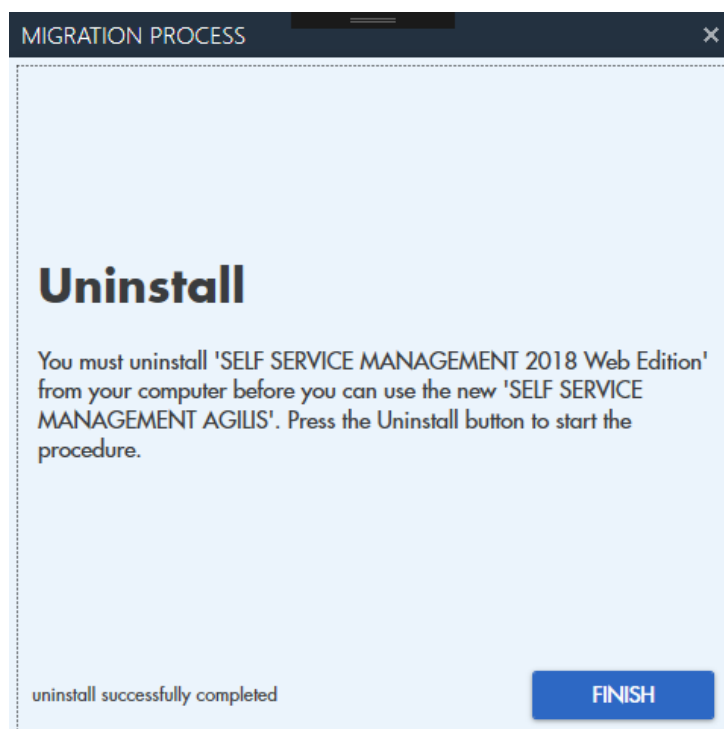 MIGRATION PROCESS
Uninstall
You must uninstall 'SELF SERVICE MANAGEMENT 2018 Web Edition'
from your computer before you can use the new 'SELF SERVICE
MANAGEMENT AGILIS'. Press the Uninstall button to start the
procedure.
uninstall successfully completed
FINISH